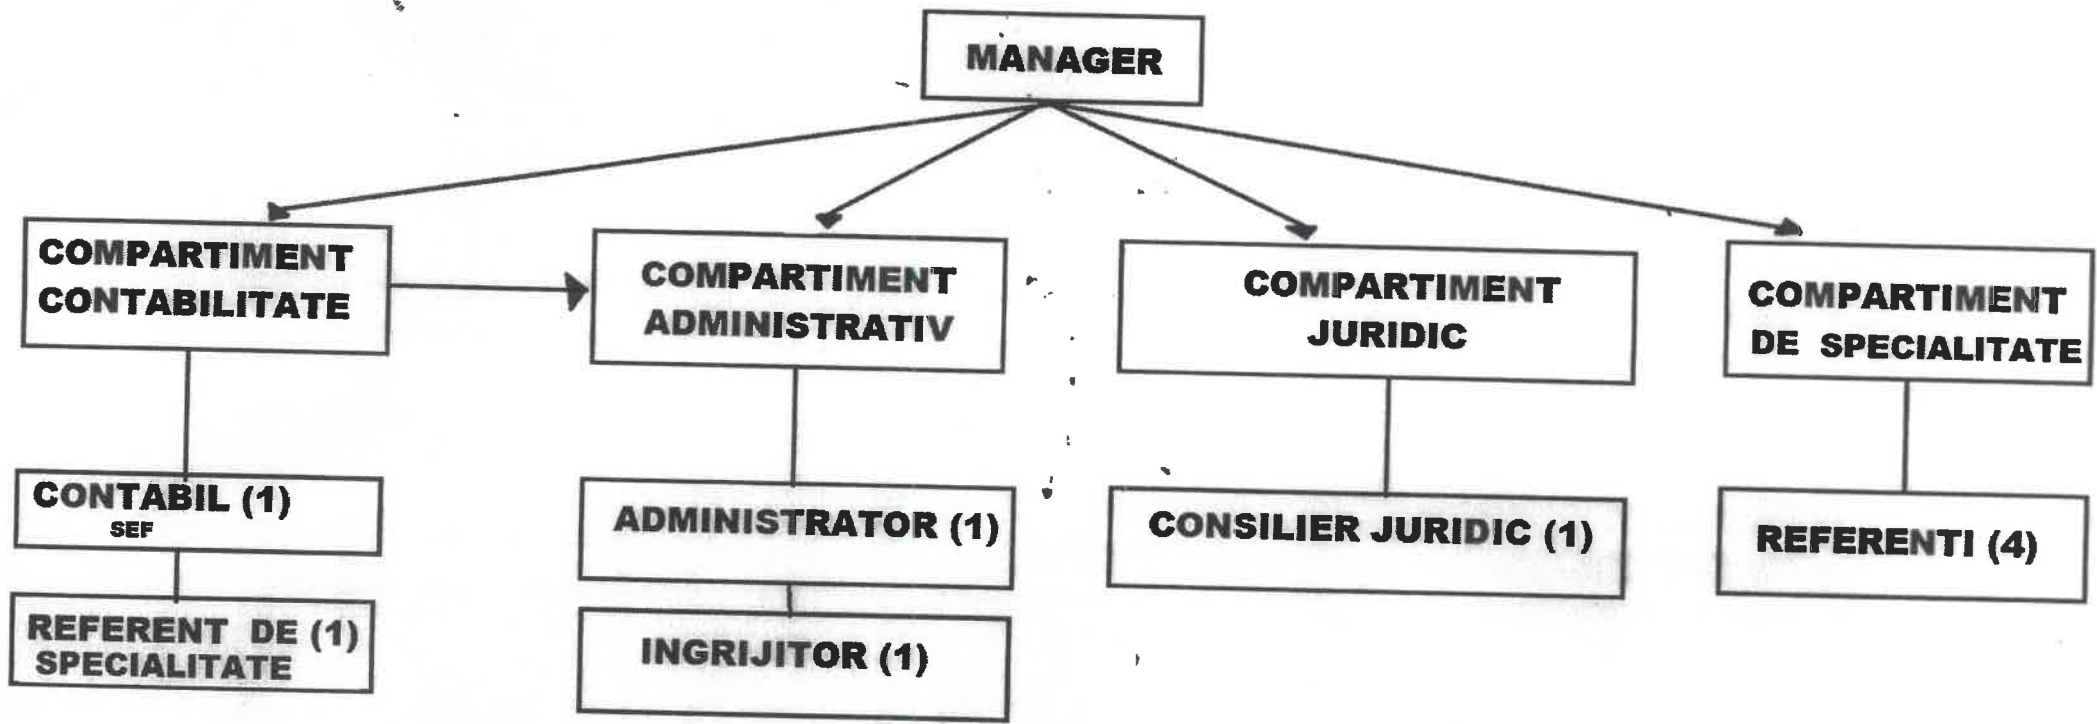 MANAGER
COMPARTIMENT
CONTABILITATE
COMPARTIMENT
ADMINISTRATIV
COMPARTIMENT
JURIDIC
COMPARTIMENT
DE SPECIALITATE
CONTABIL (1)
SEF
REFERENT DE (1)
SPECIALITATE
ADMINISTRATOR (1)
INGRIJITOR (1)
CONSILIER JURIDIC (1)
REFERENTI (4)